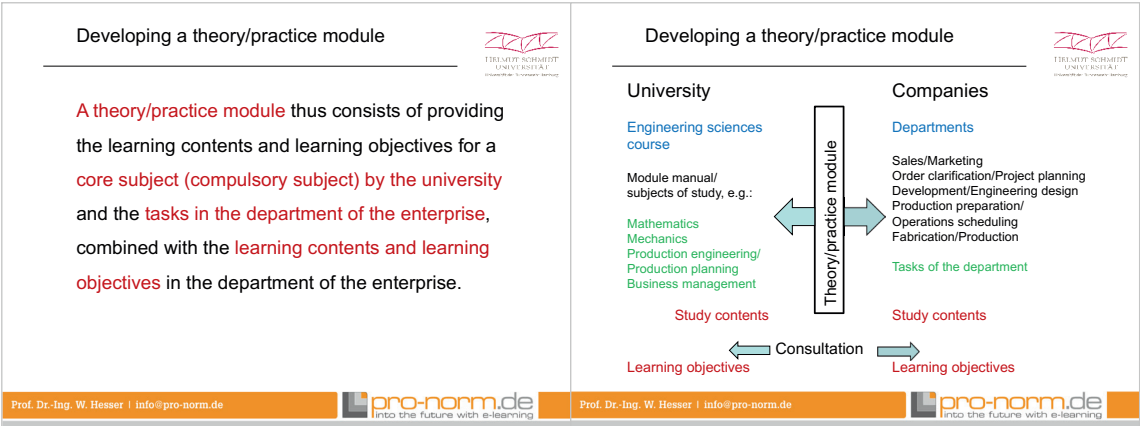 Developing a theory/practice module
HELMUT SCHMIDT
UNIVERSITÄT
A theory/practice module thus consists of providing
the learning contents and learning objectives for a
core subject (compulsory subject) by the university
and the tasks in the department of the enterprise,
combined with the learning contents and learning
objectives in the department of the enterprise.
Prof. Dr.-Ing. W. Hesser | info@pro-norm.de
pro-norm.de
into the future with e-learning
Developing a theory/practice module
HELMUT SCHMIDT
UNIVERSITÄT
University
Engineering sciences
course
Module manual/
subjects of study, e.g.:
Mathematics
Mechanics
Production engineering/
Production planning
Business management
Study contents
Learning objectives
Theory/practice module
Consultation
Companies
Departments
Sales/Marketing
Order clarification/Project planning
Development/Engineering design
Production preparation/
Operations scheduling
Fabrication/Production
Tasks of the department
Study contents
Learning objectives
Prof. Dr.-Ing. W. Hesser | info@pro-norm.de
pro-norm.de
into the future with e-learning